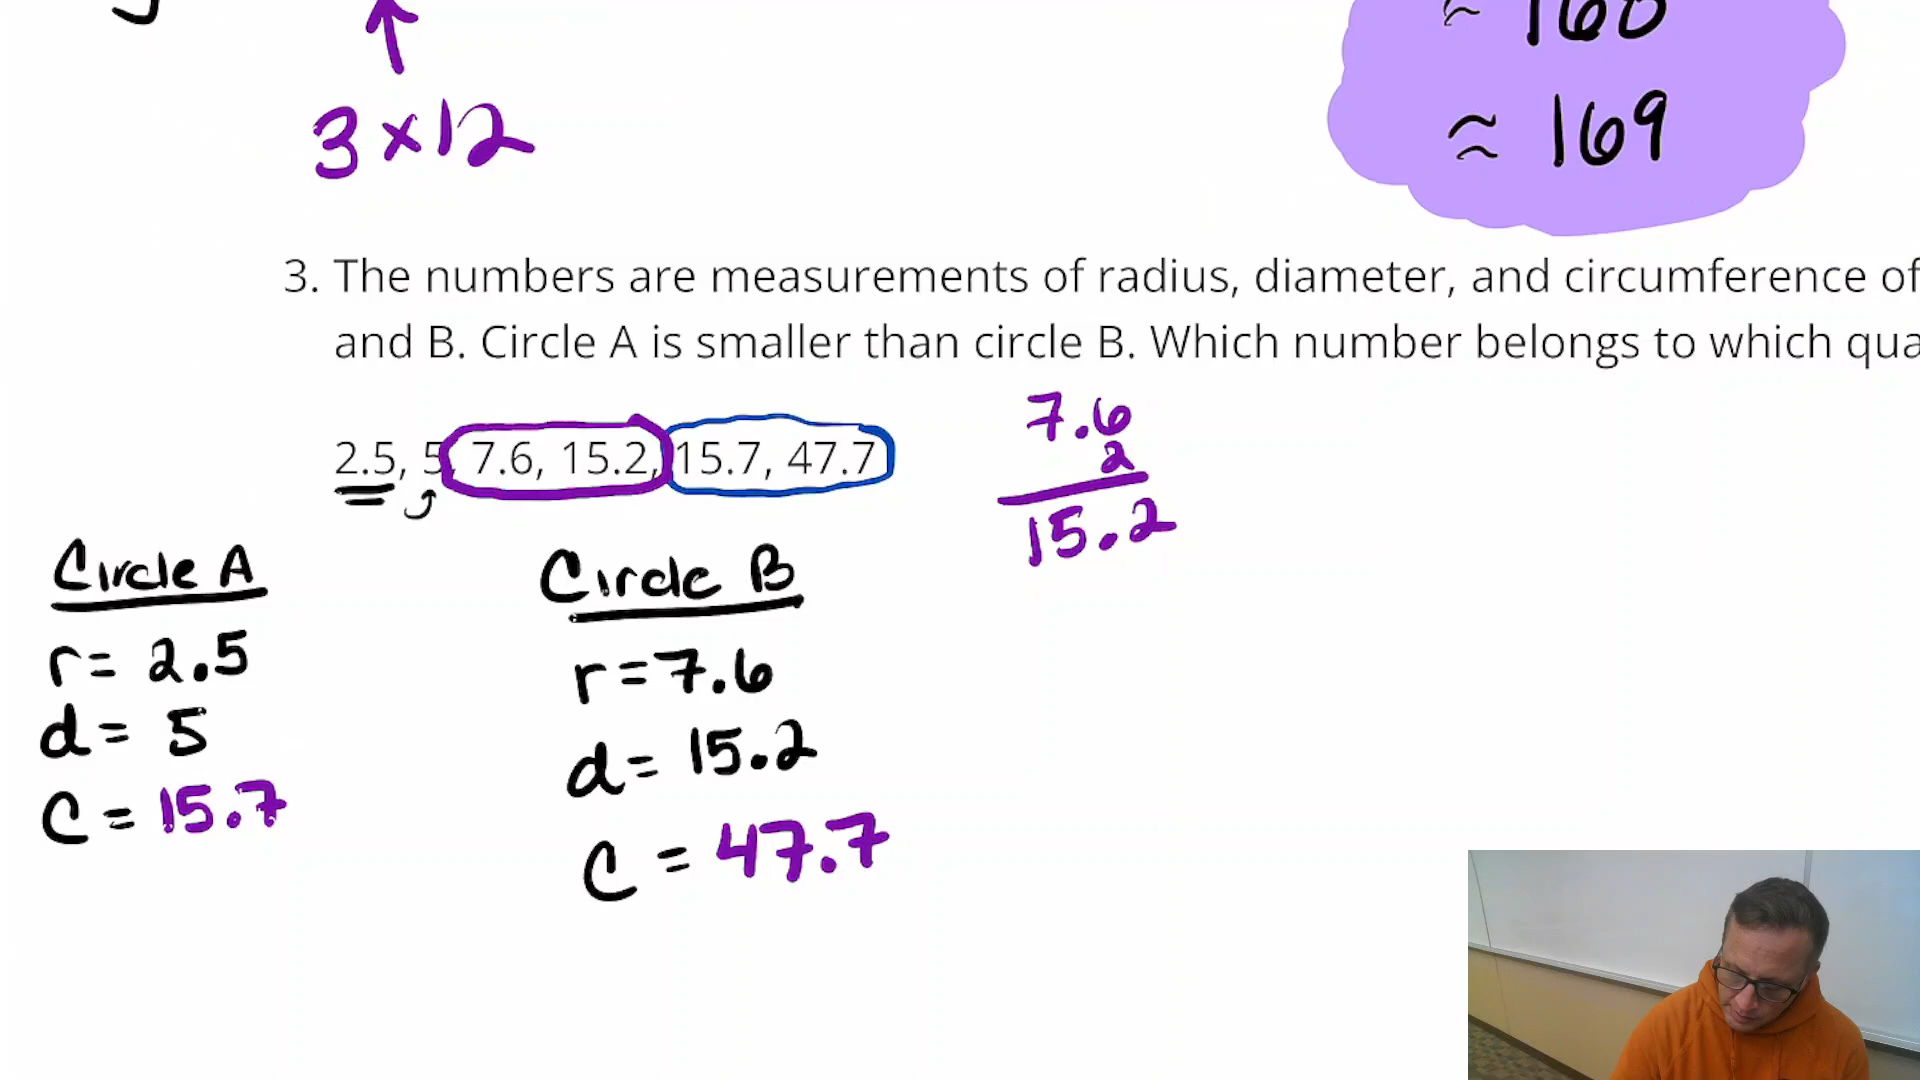 ≈ 160
3 × 12
≈ 169
3. The numbers are measurements of radius, diameter, and circumference of
and B. Circle A is smaller than circle B. Which number belongs to which qua
2.5, 5, 7.6, 15.2, 15.7, 47.7
7.6
2
15.2
Circle A
r = 2.5
d = 5
C = 15.7
Circle B
r = 7.6
d = 15.2
C = 47.7